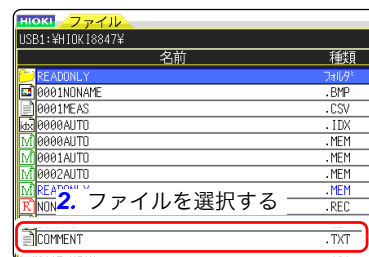 HIOKI ファイル
USB1:¥HIOKI8847¥
名前 種類
READONLY フォルダ
0001NONAME .BMP
0001MEAS .CSV
idx 0000AUTO .IDX
M 0000AUTO .MEM
M 0001AUTO .MEM
M 0002AUTO .MEM
M .MEM
R .REC
2. ファイルを選択する
COMMENT .TXT